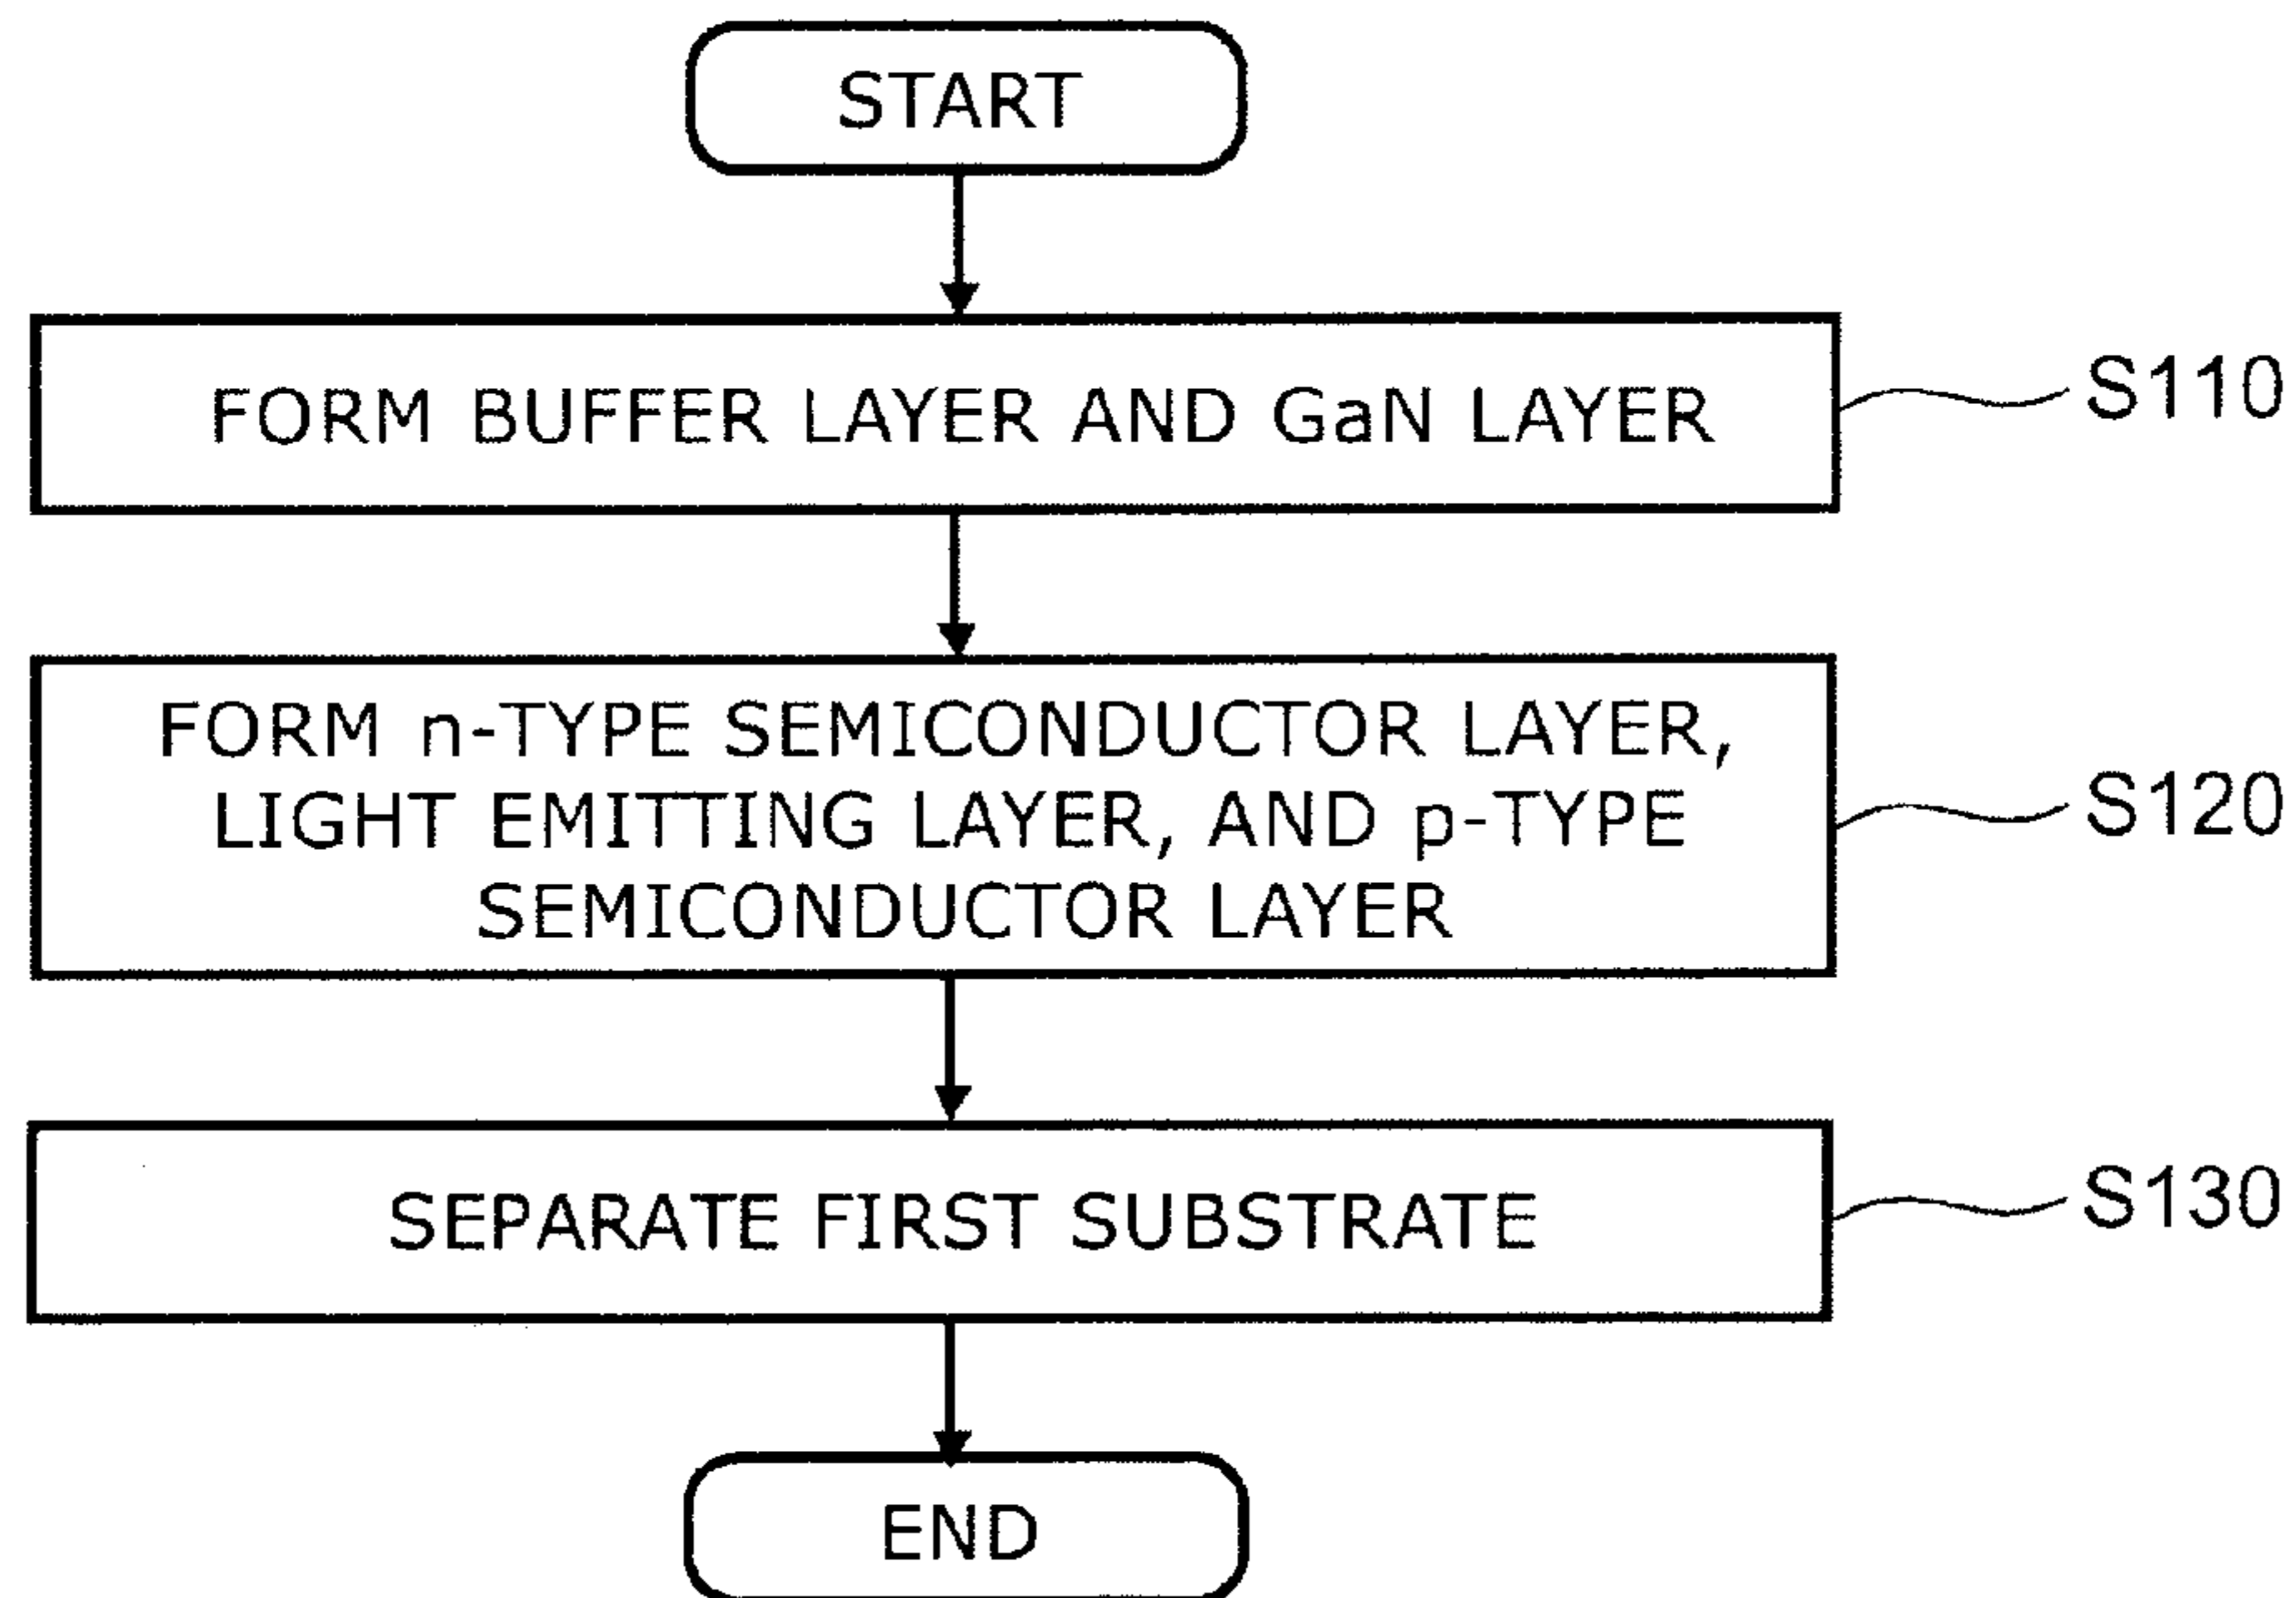 START
FORM BUFFER LAYER AND GaN LAYER
S110
FORM n-TYPE SEMICONDUCTOR LAYER,
LIGHT EMITTING LAYER, AND p-TYPE
SEMICONDUCTOR LAYER
S120
SEPARATE FIRST SUBSTRATE
S130
END